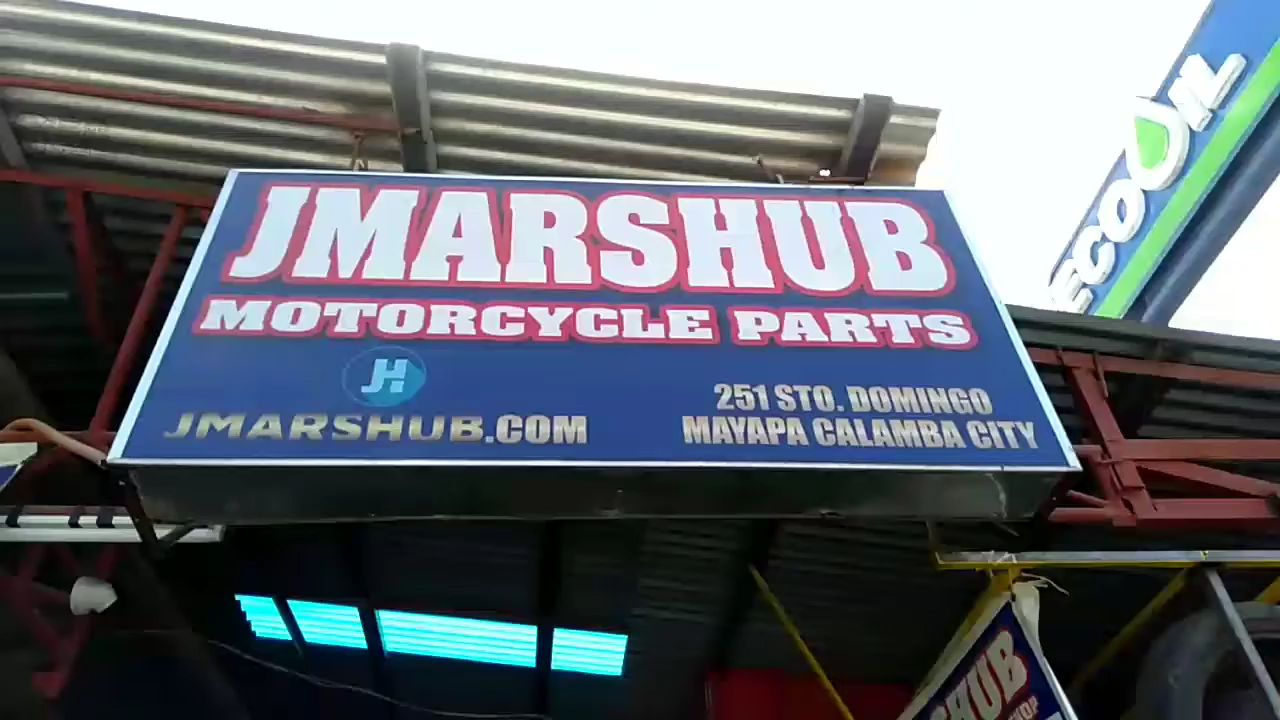 JMARSHUB
MOTORCYCLE PARTS
JH
JMARSHUB.COM
251 STO. DOMINGO
MAYAPA CALAMBA CITY
ECOOIL
SHUB